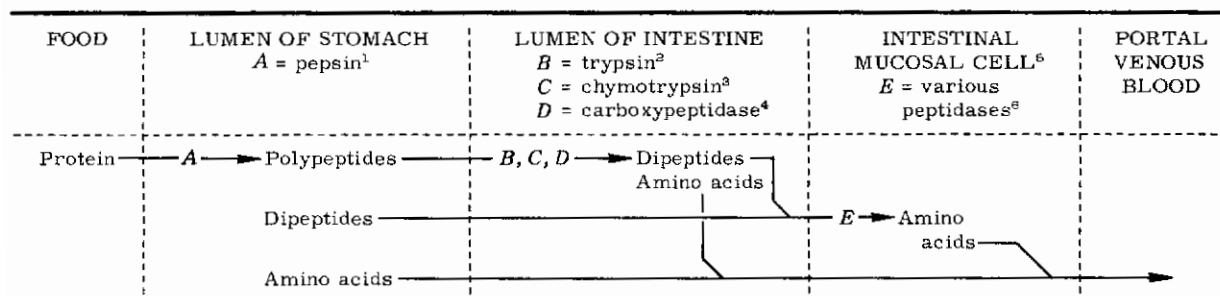 FOOD
LUMEN OF STOMACH
A = pepsin¹
LUMEN OF INTESTINE
B = trypsin²
C = chymotrypsin³
D = carboxypeptidase⁴
INTESTINAL
MUCOSAL CELL⁵
E = various
peptidases⁶
PORTAL
VENOUS
BLOOD
Protein A Polypeptides B, C, D Dipeptides
Amino acids
Dipeptides E Amino
acids
Amino acids